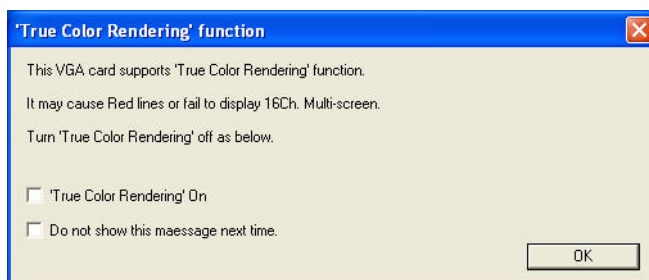 'True Color Rendering' function
This VGA card supports 'True Color Rendering' function.
It may cause Red lines or fail to display 16Ch. Multi-screen.
Turn 'True Color Rendering' off as below.
'True Color Rendering' On
Do not show this maessage next time.
OK